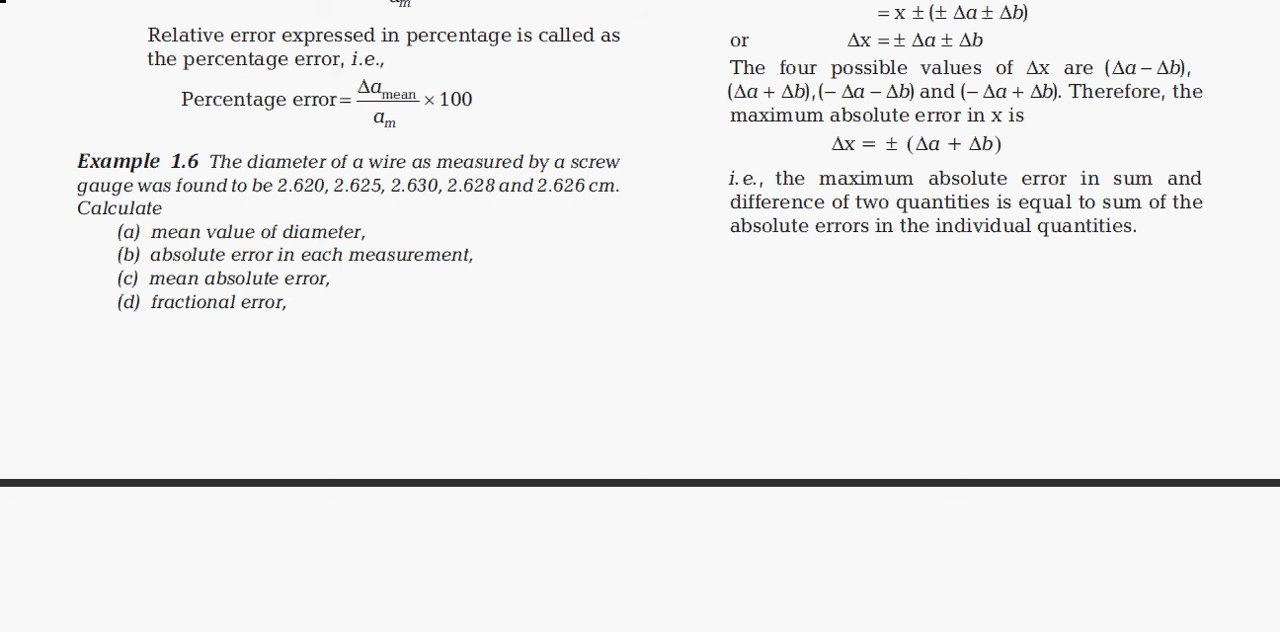 Relative error expressed in percentage is called as
the percentage error, i.e.,
Percentage error = Δa_mean / a_m × 100
Example 1.6 The diameter of a wire as measured by a screw
gauge was found to be 2.620, 2.625, 2.630, 2.628 and 2.626 cm.
Calculate
(a) mean value of diameter,
(b) absolute error in each measurement,
(c) mean absolute error,
(d) fractional error,
= x ± (± Δa ± Δb)
or Δx = ± Δa ± Δb
The four possible values of Δx are (Δa – Δb),
(Δa + Δb), (– Δa – Δb) and (– Δa + Δb). Therefore, the
maximum absolute error in x is
Δx = ± (Δa + Δb)
i.e., the maximum absolute error in sum and
difference of two quantities is equal to sum of the
absolute errors in the individual quantities.